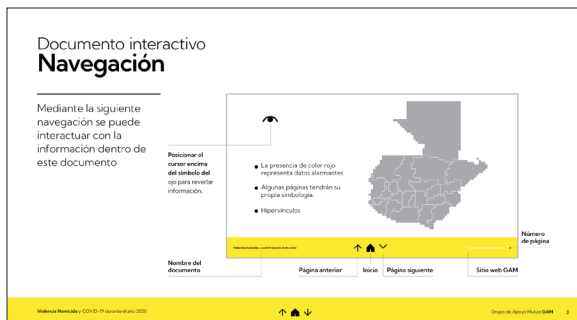 Documento interactivo
Navegación
Mediante la siguiente
navegación se puede
interactuar con la
información dentro de
este documento
Posicionar el
cursor encima
del símbolo del
ojo para reverlar
información.
La presencia de color rojo
representa datos alarmantes.
Algunas páginas tendrán su
propia simbología.
Hipervínculos
Número
de página
Nombre del
documento
Página anterior
Inicio
Página siguiente
Sitio web GAM
Violencia Homicida y COVID-19 durante el año 2020
Grupo de Apoyo Mutuo GAM
3